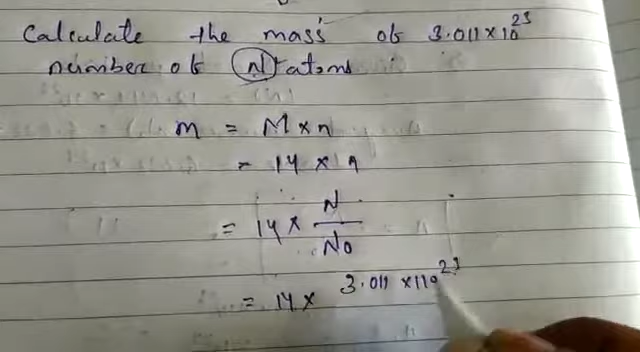 Calculate the mass of 3.011×10²³
number of N atoms
m = M×n
= 14 × n
= 14 × N/N₀
= 14 × 3.011 ×10²³